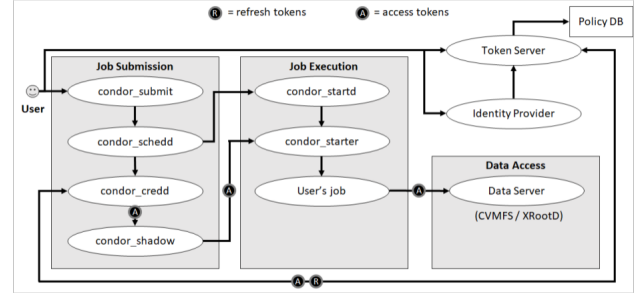 R = refresh tokens
A = access tokens
Policy DB
Job Submission
Job Execution
Token Server
User
condor_submit
condor_startd
Identity Provider
condor_schedd
condor_starter
Data Access
condor_credd
A
User's job
A
Data Server
A
(CVMFS / XRootD)
condor_shadow
A R